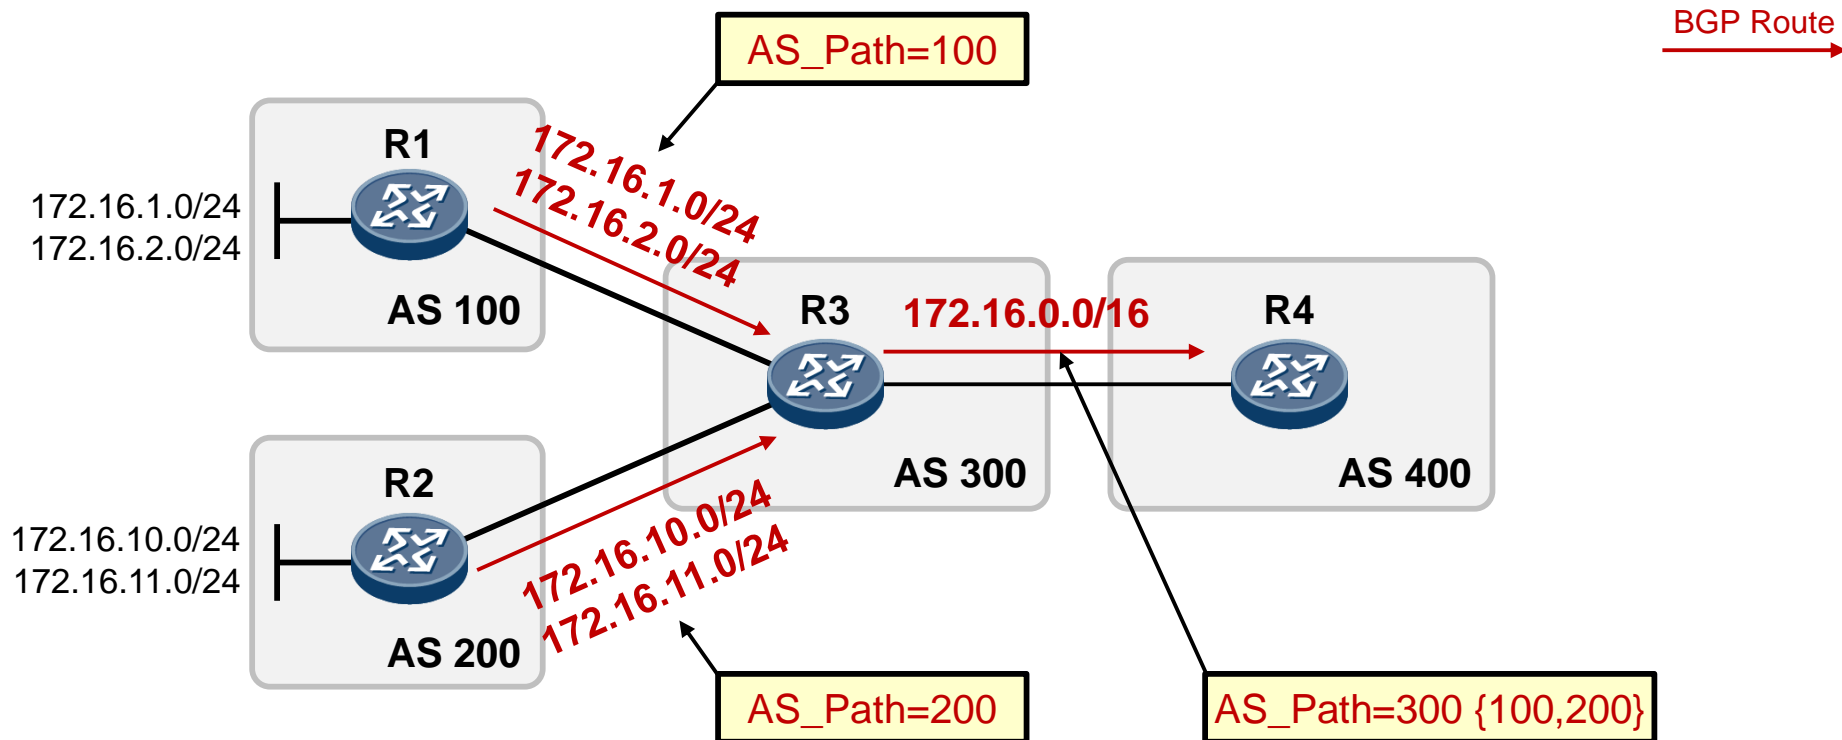 BGP Route
AS_Path=100
R1
172.16.1.0/24
172.16.2.0/24
172.16.1.0/24
172.16.2.0/24
AS 100
R3
172.16.0.0/16
R4
AS 300
AS 400
R2
172.16.10.0/24
172.16.11.0/24
172.16.10.0/24
172.16.11.0/24
AS 200
AS_Path=200
AS_Path=300 {100,200}